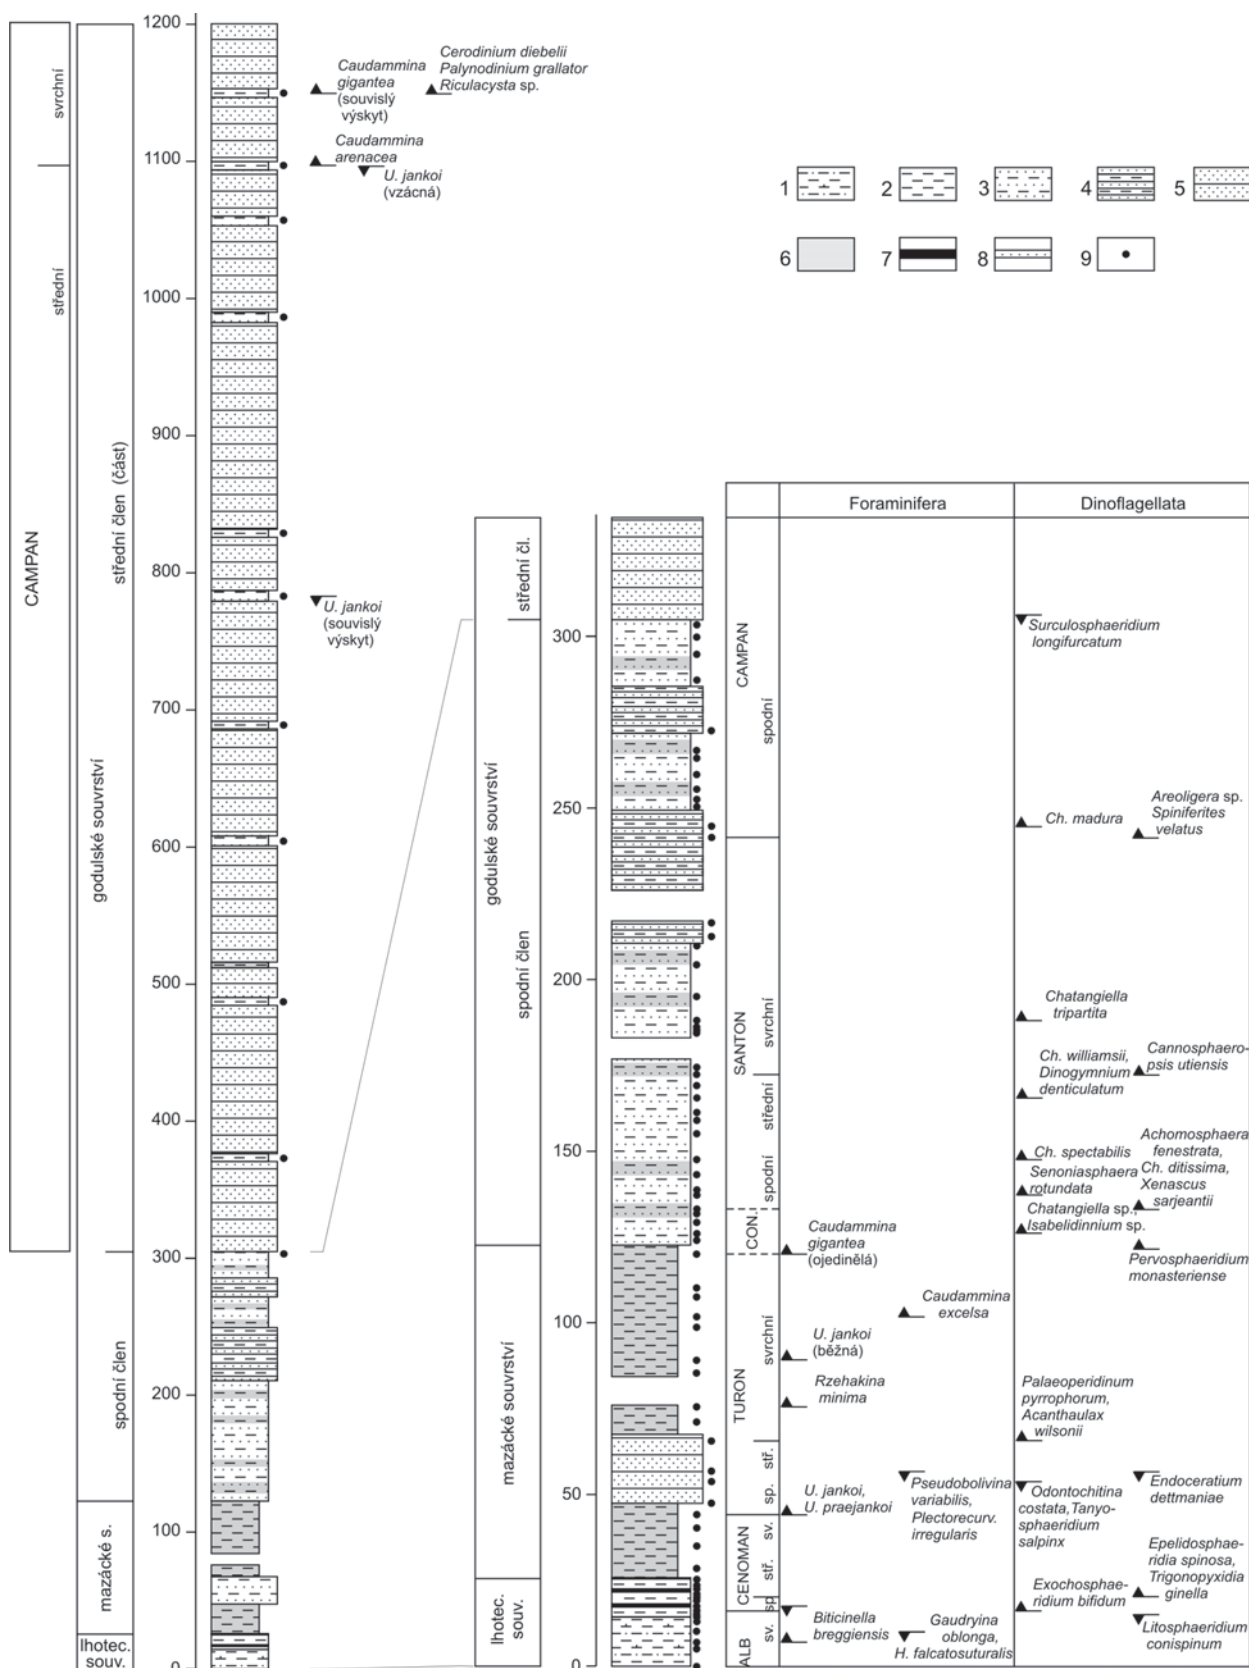 1200
1100
1000
900
800
700
600
500
400
300
200
100
0
CAMPAN
svrchní
střední
godulské souvrství
střední člen (část)
spodní člen
mazácké s.
lhotec.
souv.
Caudammina
gigantea
(souvislý
výskyt)
Cerodinium diebelii
Palynodinium grallator
Riculacysta sp.
Caudammina
arenacea
U. jankoi
(vzácná)
U. jankoi
(souvislý
výskyt)
1
2
3
4
5
6
7
8
9
godulské souvrství
střední čl.
spodní člen
mazácké souvrství
lhotec.
souv.
300
250
200
150
100
50
0
Foraminifera
Dinoflagellata
CAMPAN
spodní
SANTON
svrchní
střední
spodní
CON.
TURON
svrchní
stř.
sp.
CENOMAN
sv.
stř.
sp.
ALB
sv.
Surculosphaeridium
longifurcatum
Ch. madura
Areoligera sp.
Spiniferites
velatus
Chatangiella
tripartita
Ch. williamsii,
Dinogymnium
denticulatum
Cannosphaero-
psis utiensis
Ch. spectabilis
Senoniasphaera
rotundata
Achomosphaera
fenestrata,
Ch. ditissima,
Xenascus
sarjeantii
Chatangiella sp.,
Isabelidinnium sp.
Pervosphaeridium
monasteriense
Caudammina
gigantea
(ojedinělá)
Caudammina
excelsa
U. jankoi
(běžná)
Rzehakina
minima
Palaeoperidinum
pyrrophorum,
Acanthaulax
wilsonii
U. jankoi,
U. praejankoi
Pseudobolivina
variabilis,
Plectorecurv.
irregularis
Odontochitina
costata,Tanyo-
sphaeridium
salpinx
Endoceratium
dettmaniae
Epelidosphae-
ridia spinosa,
Trigonopyxidia
ginella
Exochosphae-
ridium bifidum
Biticinella
breggiensis
Gaudryina
oblonga,
H. falcatosuturalis
Litosphaeridium
conispinum